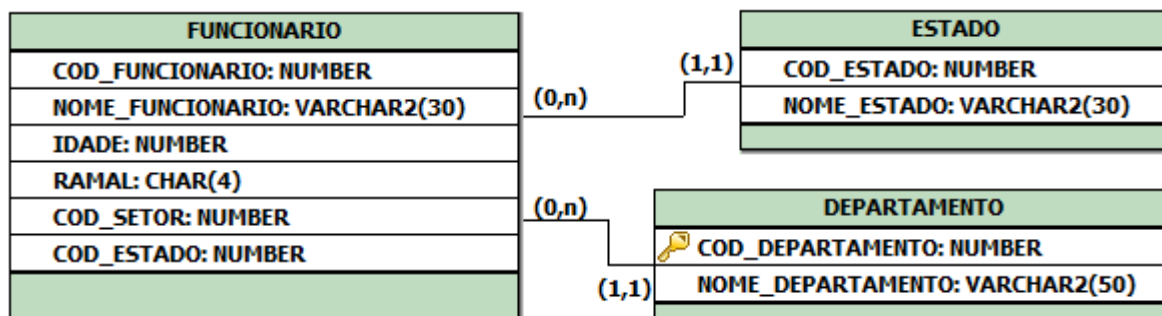 FUNCIONARIO
COD_FUNCIONARIO: NUMBER
NOME_FUNCIONARIO: VARCHAR2(30)
IDADE: NUMBER
RAMAL: CHAR(4)
COD_SETOR: NUMBER
COD_ESTADO: NUMBER
(0,n)
(1,1)
(0,n)
(1,1)
ESTADO
COD_ESTADO: NUMBER
NOME_ESTADO: VARCHAR2(30)
DEPARTAMENTO
COD_DEPARTAMENTO: NUMBER
NOME_DEPARTAMENTO: VARCHAR2(50)